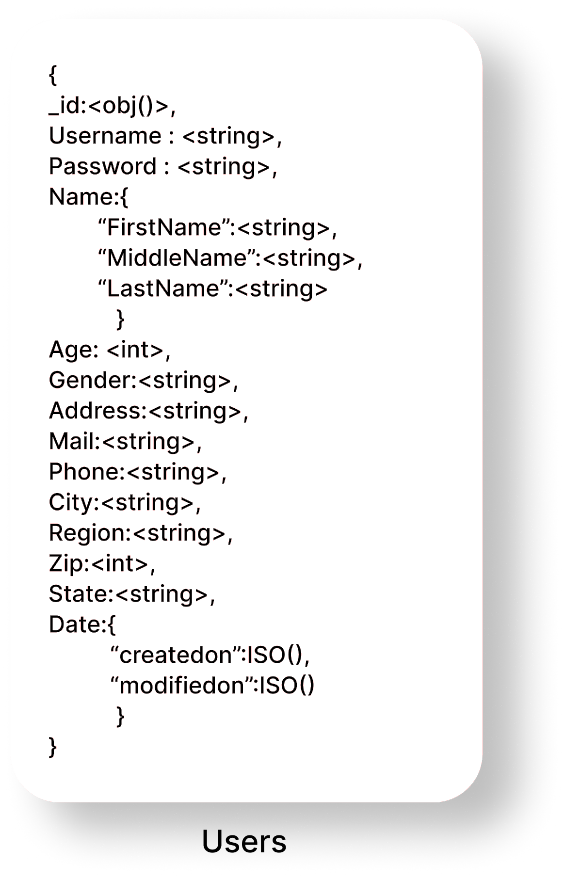 {
_id:<obj()>,
Username : <string>,
Password : <string>,
Name:{
“FirstName”:<string>,
“MiddleName”:<string>,
“LastName”:<string>
}
Age: <int>,
Gender:<string>,
Address:<string>,
Mail:<string>,
Phone:<string>,
City:<string>,
Region:<string>,
Zip:<int>,
State:<string>,
Date:{
“createdon”:ISO(),
“modifiedon”:ISO()
}
}
Users